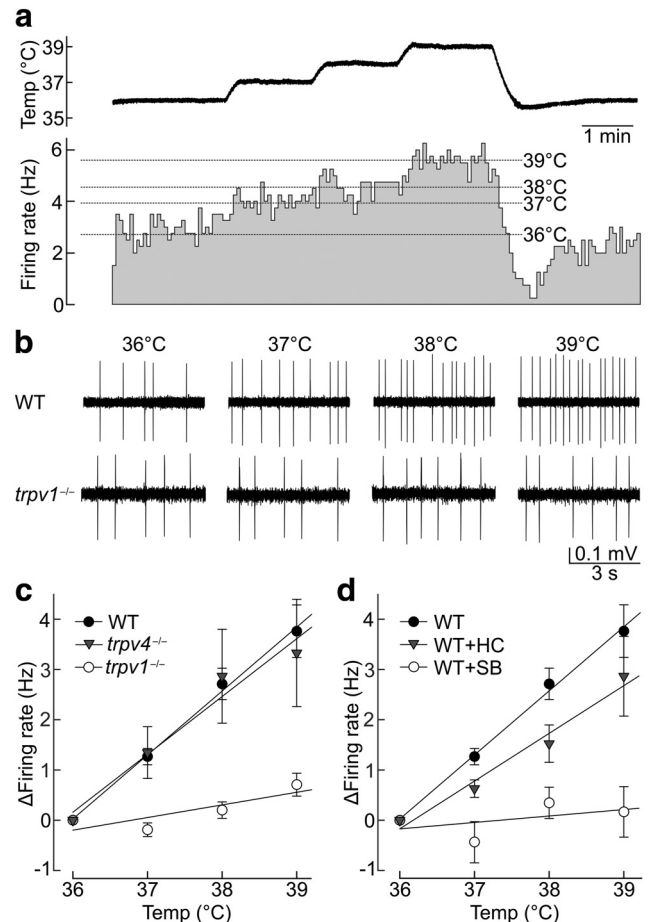 a
Temp (°C)
39
37
35
1 min
Firing rate (Hz)
6
4
2
0
39°C
38°C
37°C
36°C
b
36°C 37°C 38°C 39°C
WT
trpv1⁻/⁻
0.1 mV
3 s
c
WT
trpv4⁻/⁻
trpv1⁻/⁻
ΔFiring rate (Hz)
4
3
2
1
0
-1
36 37 38 39
Temp (°C)
d
WT
WT+HC
WT+SB
ΔFiring rate (Hz)
4
3
2
1
0
-1
36 37 38 39
Temp (°C)